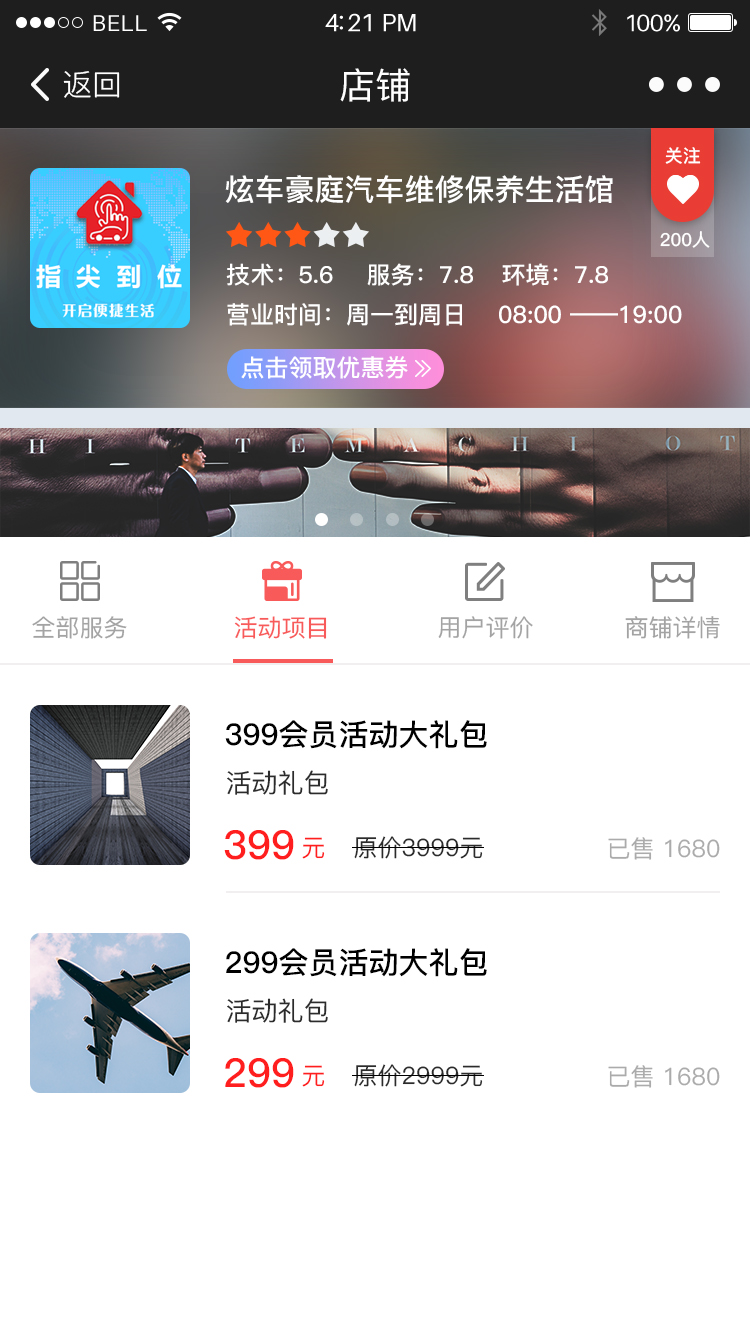 BELL 4:21 PM 100%
返回 店铺
关注
200人
指尖到位
开启便捷生活
炫车豪庭汽车维修保养生活馆
技术：5.6 服务：7.8 环境：7.8
营业时间：周一到周日 08:00 ——19:00
点击领取优惠券
H I T E M A C H I O T
全部服务 活动项目 用户评价 商铺详情
399会员活动大礼包
活动礼包
399 元 原价3999元 已售 1680
299会员活动大礼包
活动礼包
299 元 原价2999元 已售 1680